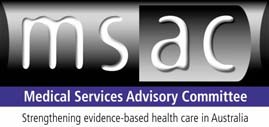 msac
Medical Services Advisory Committee
Strengthening evidence-based health care in Australia